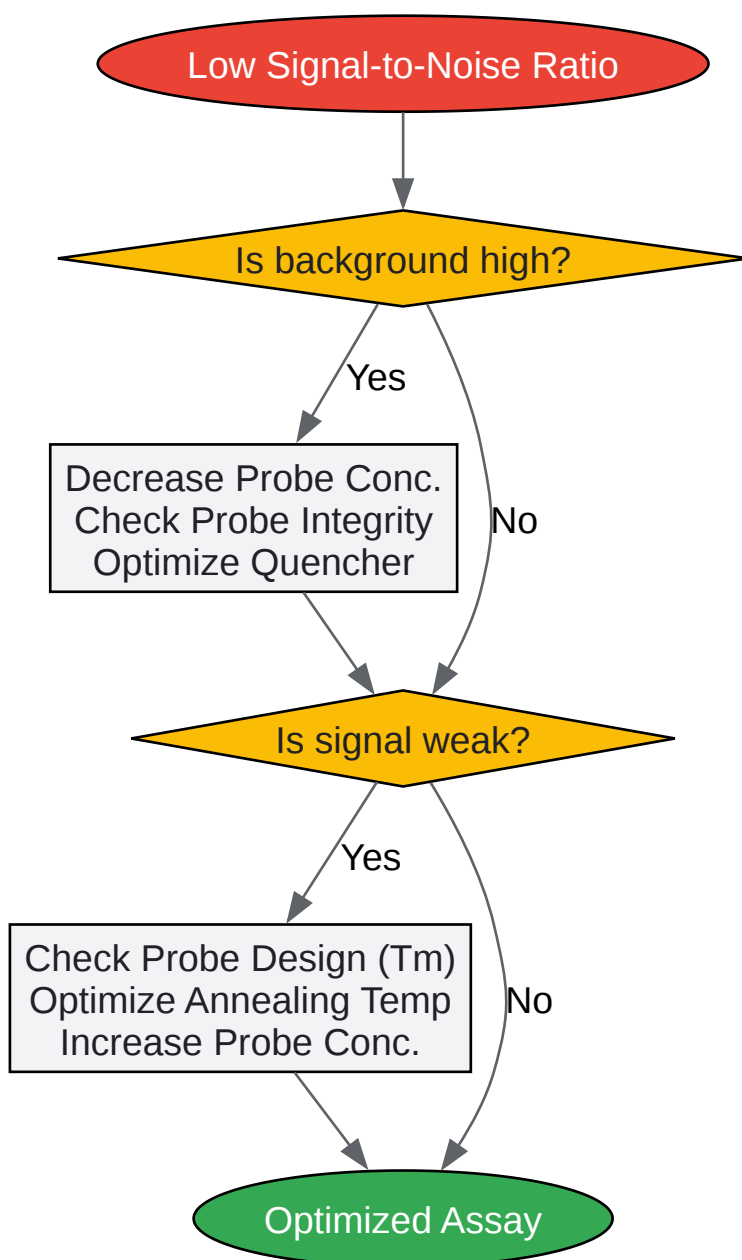 Low Signal-to-Noise Ratio
Is background high?
Yes
Decrease Probe Conc.
Check Probe Integrity
Optimize Quencher
No
Is signal weak?
Yes
Check Probe Design (Tm)
Optimize Annealing Temp
Increase Probe Conc.
No
Optimized Assay